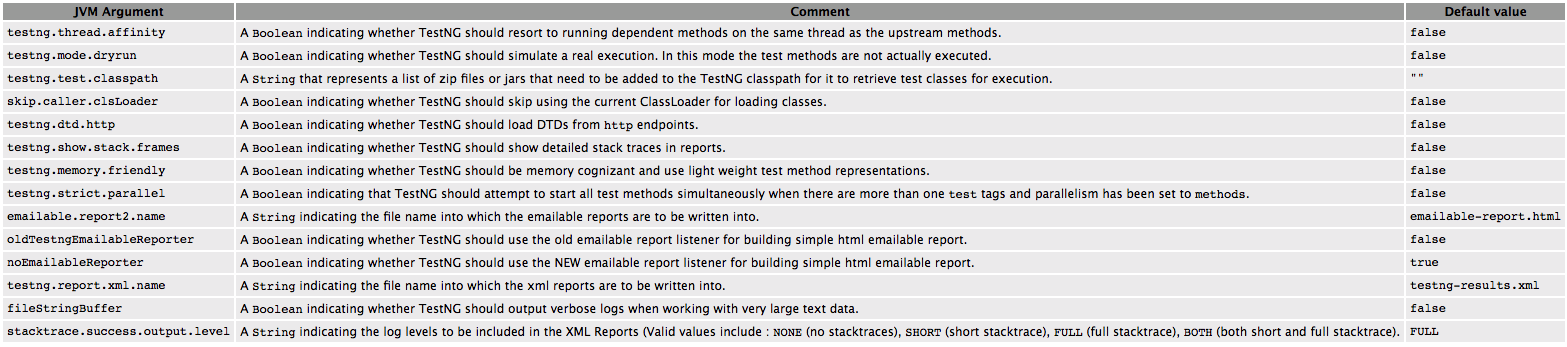 JVM Argument Comment Default value
testng.thread.affinity A Boolean indicating whether TestNG should resort to running dependent methods on the same thread as the upstream methods. false
testng.mode.dryrun A Boolean indicating whether TestNG should simulate a real execution. In this mode the test methods are not actually executed. false
testng.test.classpath A String that represents a list of zip files or jars that need to be added to the TestNG classpath for it to retrieve test classes for execution. ""
skip.caller.clsLoader A Boolean indicating whether TestNG should skip using the current ClassLoader for loading classes. false
testng.dtd.http A Boolean indicating whether TestNG should load DTDs from http endpoints. false
testng.show.stack.frames A Boolean indicating whether TestNG should show detailed stack traces in reports. false
testng.memory.friendly A Boolean indicating whether TestNG should be memory cognizant and use light weight test method representations. false
testng.strict.parallel A Boolean indicating that TestNG should attempt to start all test methods simultaneously when there are more than one test tags and parallelism has been set to methods. false
emailable.report2.name A String indicating the file name into which the emailable reports are to be written into. emailable-report.html
oldTestngEmailableReporter A Boolean indicating whether TestNG should use the old emailable report listener for building simple html emailable report. false
noEmailableReporter A Boolean indicating whether TestNG should use the NEW emailable report listener for building simple html emailable report. true
testng.report.xml.name A String indicating the file name into which the xml reports are to be written into. testng-results.xml
fileStringBuffer A Boolean indicating whether TestNG should output verbose logs when working with very large text data. false
stacktrace.success.output.level A String indicating the log levels to be included in the XML Reports (Valid values include : NONE (no stacktraces), SHORT (short stacktrace), FULL (full stacktrace), BOTH (both short and full stacktrace). FULL